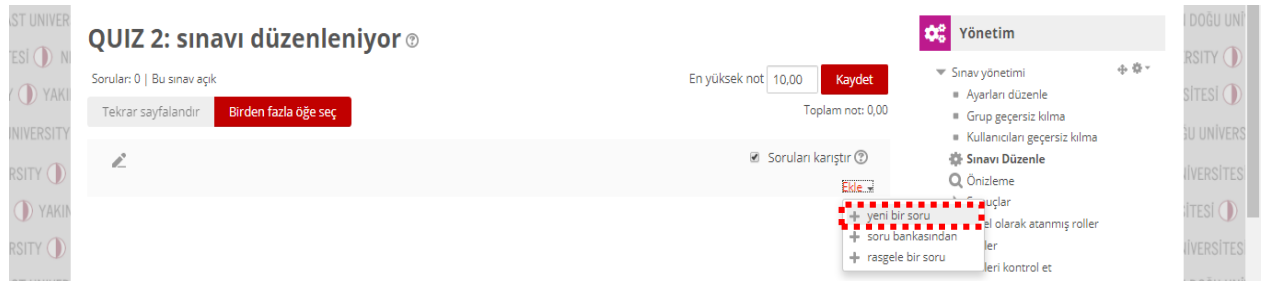 QUIZ 2: sınavı düzenleniyor
Sorular: 0 | Bu sınav açık
En yüksek not 10,00 Kaydet
Tekrar sayfalandır Birden fazla öğe seç
Toplam not: 0,00
Soruları karıştır
Ekle
yeni bir soru
soru bankasından
rasgele bir soru
Yönetim
Sınav yönetimi
Ayarları düzenle
Grup geçersiz kılma
Kullanıcıları geçersiz kılma
Sınavı Düzenle
Önizleme
olarak atanmış roller
kontrol et